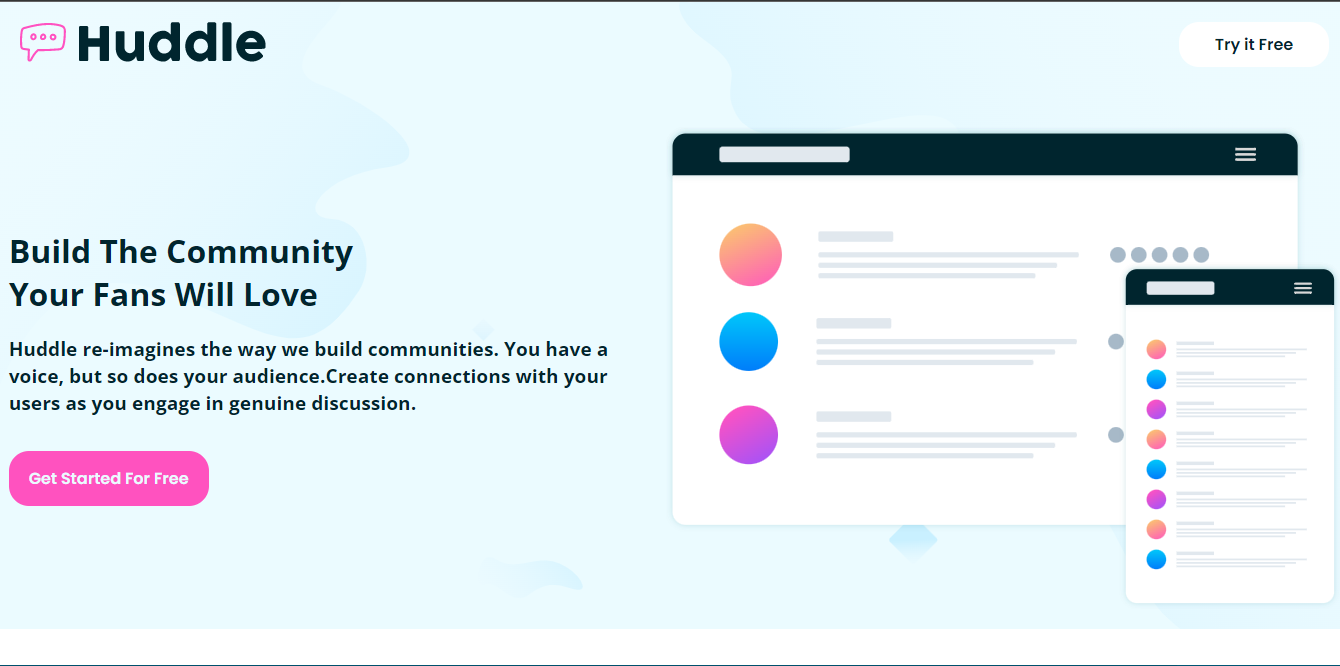 Huddle
Try it Free
Build The Community
Your Fans Will Love
Huddle re-imagines the way we build communities. You have a
voice, but so does your audience.Create connections with your
users as you engage in genuine discussion.
Get Started For Free